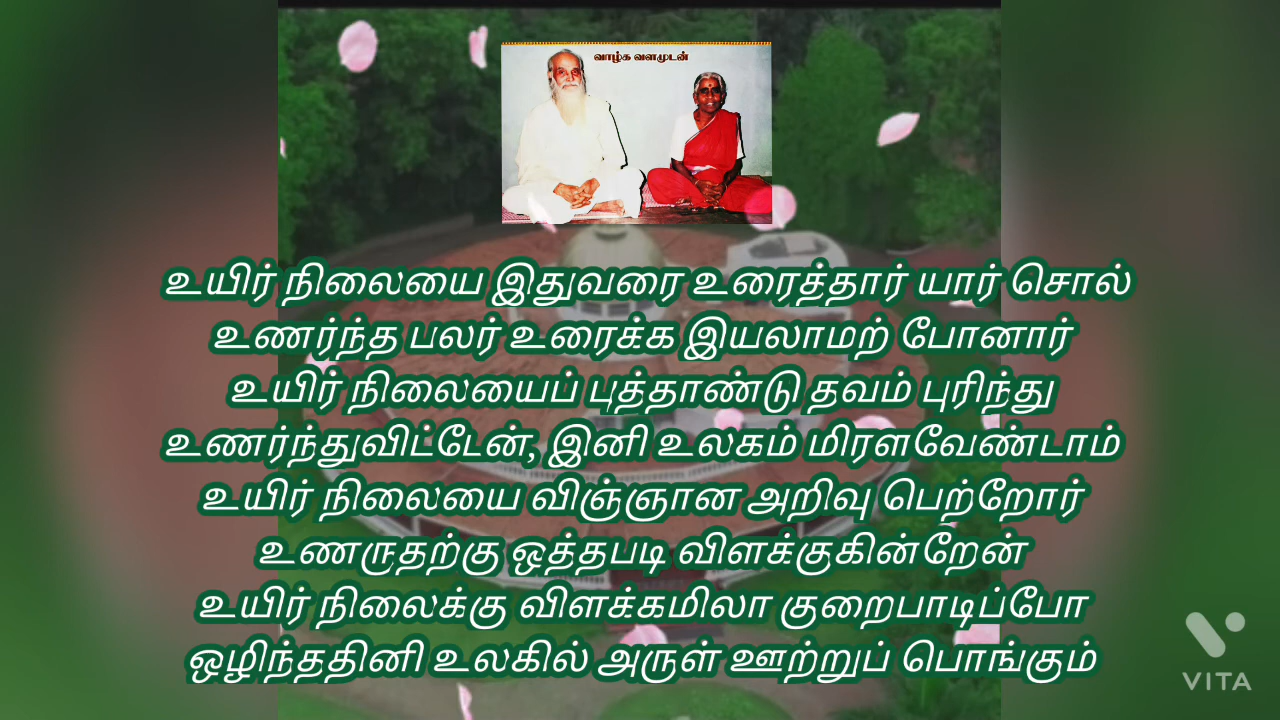 வாழ்க வளமுடன்
உயிர் நிலையை இதுவரை உரைத்தார் யார் சொல்
உணர்ந்த பலர் உரைக்க இயலாமற் போனார்
உயிர் நிலையைப் புத்தாண்டு தவம் புரிந்து
உணர்ந்துவிட்டேன், இனி உலகம் மிரளவேண்டாம்
உயிர் நிலையை விஞ்ஞான அறிவு பெற்றோர்
உணருதற்கு ஒத்தபடி விளக்குகின்றேன்
உயிர் நிலைக்கு விளக்கமிலா குறைபாடிப்போ
ஒழிந்ததினி உலகில் அருள் ஊற்றுப் பொங்கும்
VITA